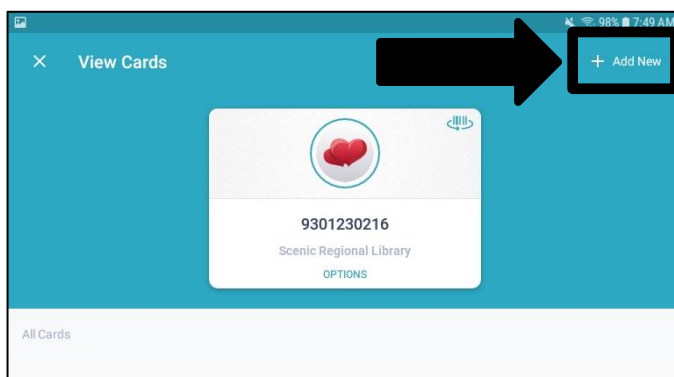 98% 7:49 AM
View Cards
+ Add New
9301230216
Scenic Regional Library
OPTIONS
All Cards